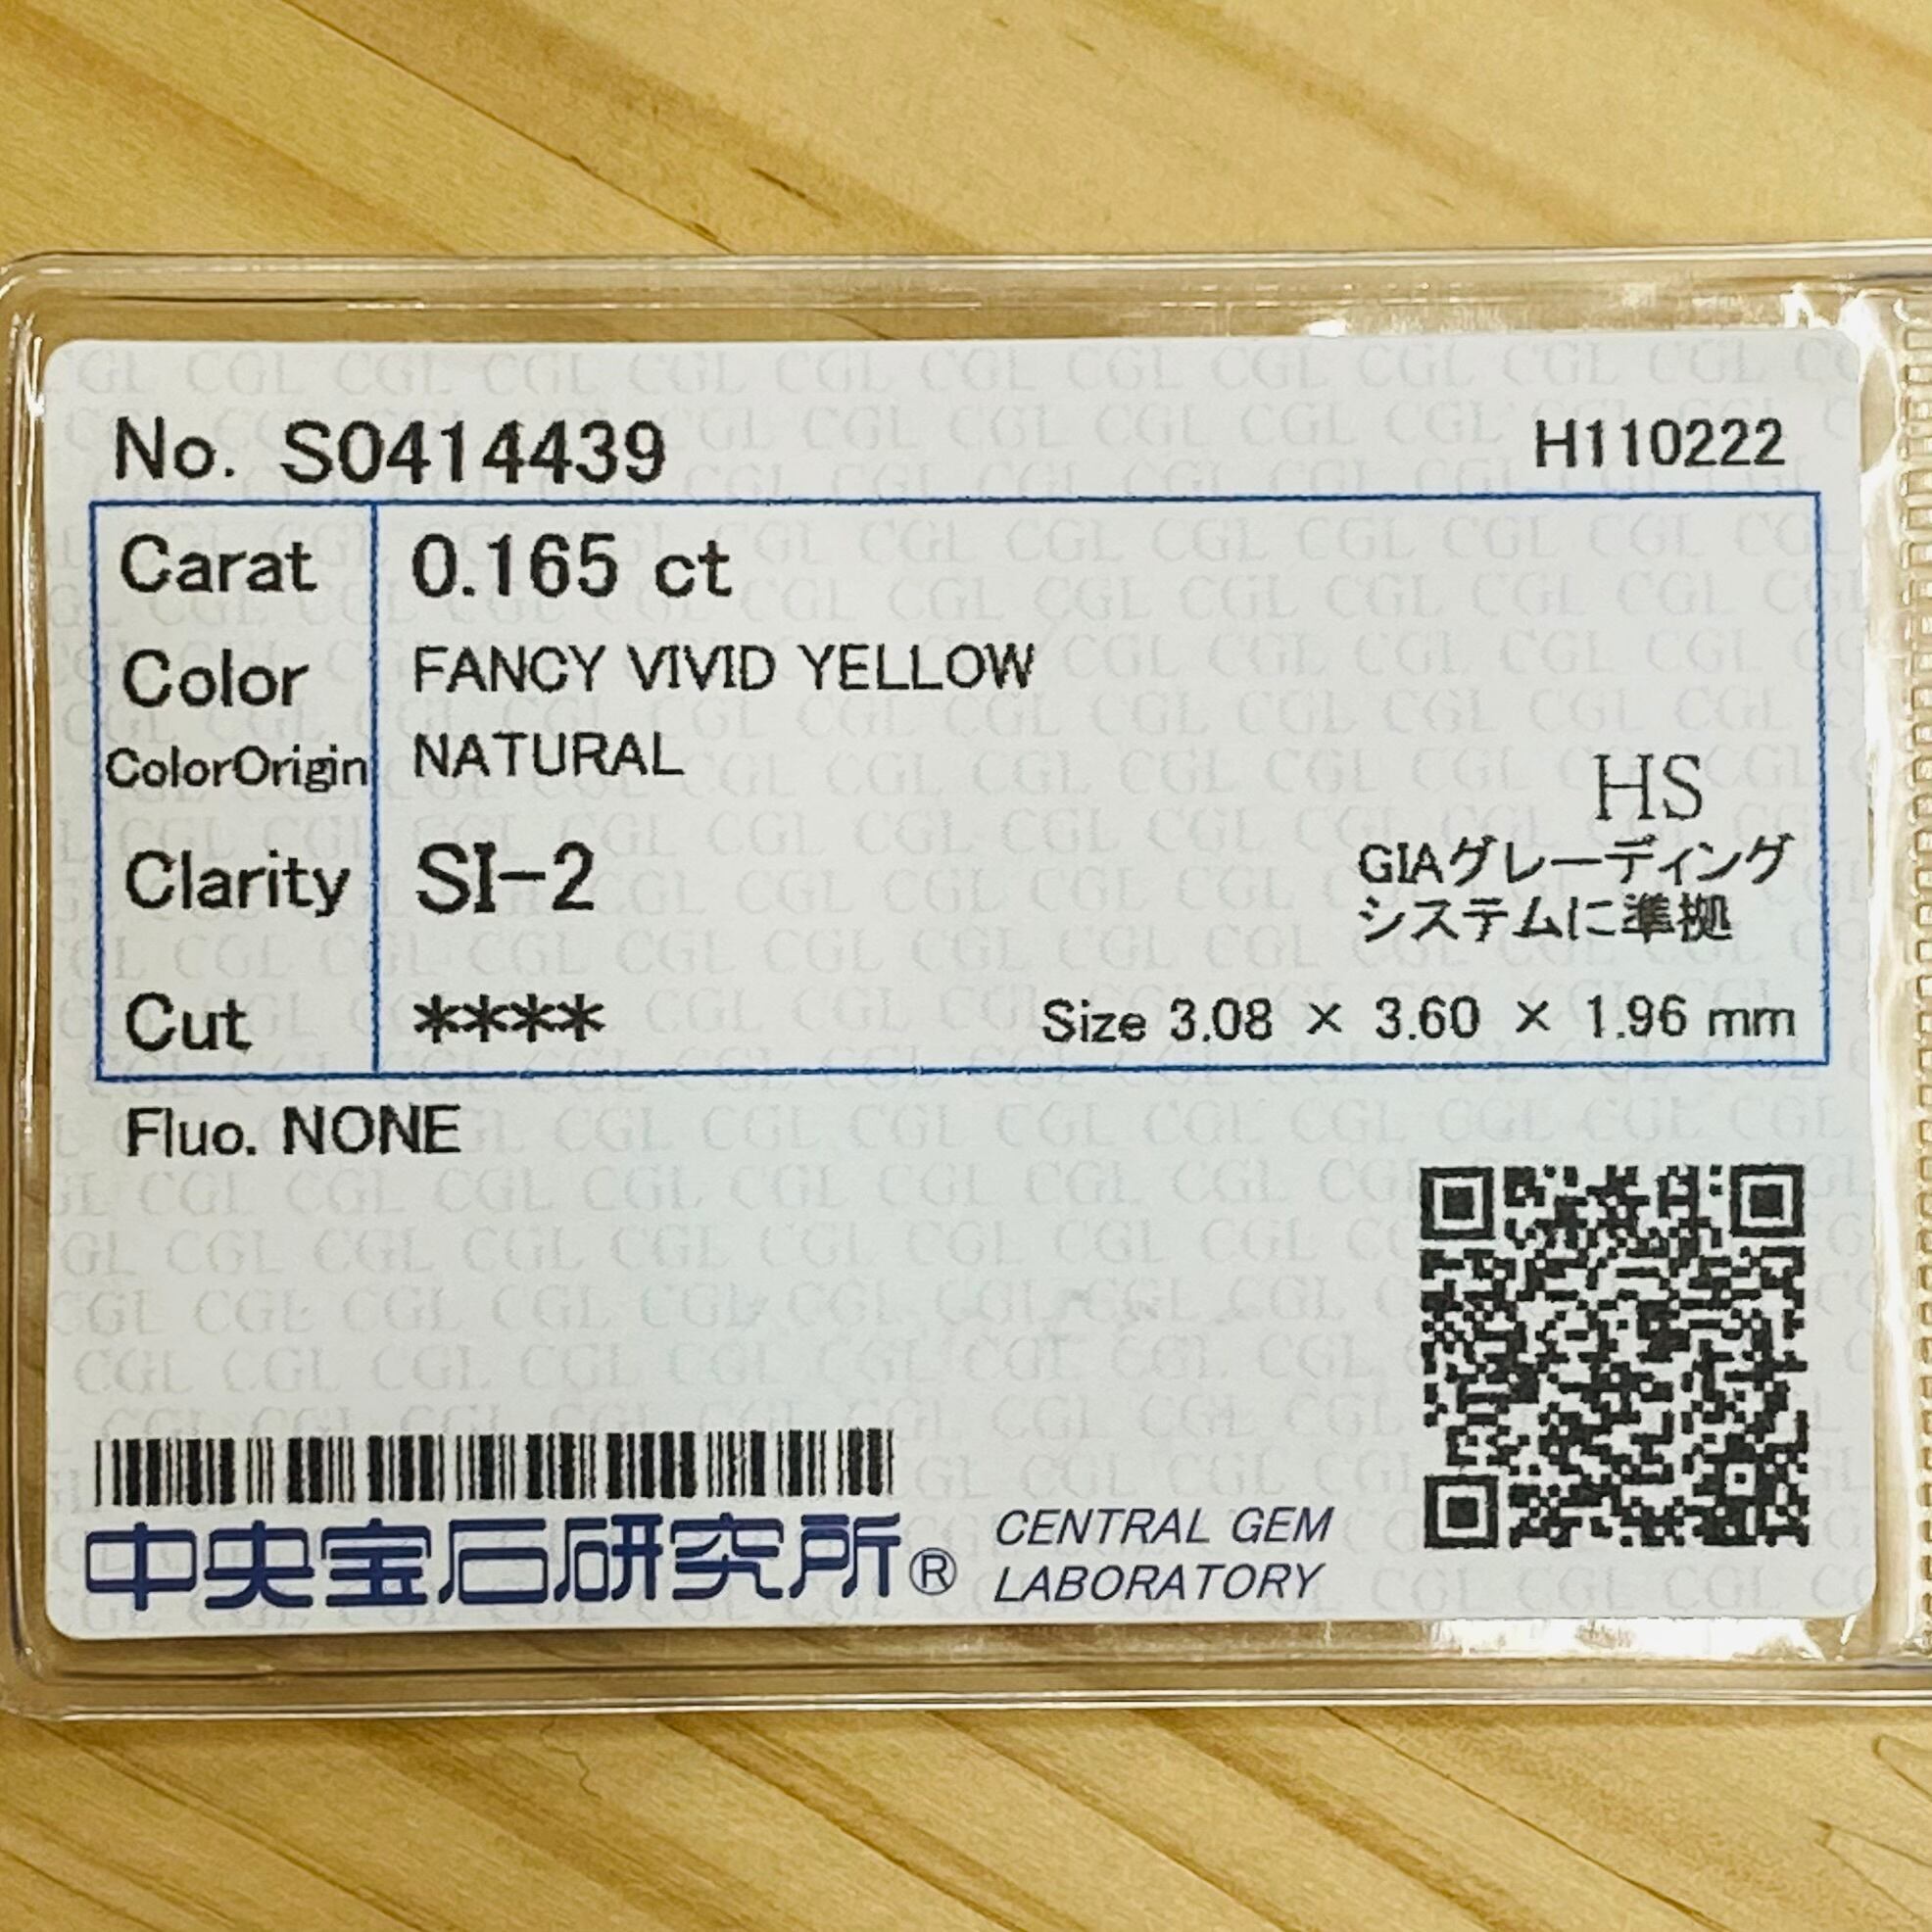 No. S0414439
H110222
Carat 0.165 ct
Color FANCY VIVID YELLOW
ColorOrigin NATURAL
HS
Clarity SI-2
GIAグレーディング
システムに準拠
Cut ****
Size 3.08 × 3.60 × 1.96 mm
Fluo. NONE
中央宝石研究所®
CENTRAL GEM
LABORATORY